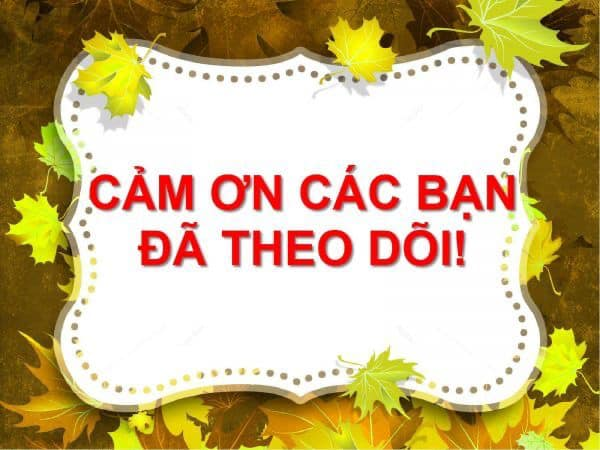 CẢM ƠN CÁC BẠN
ĐÃ THEO DÕI!